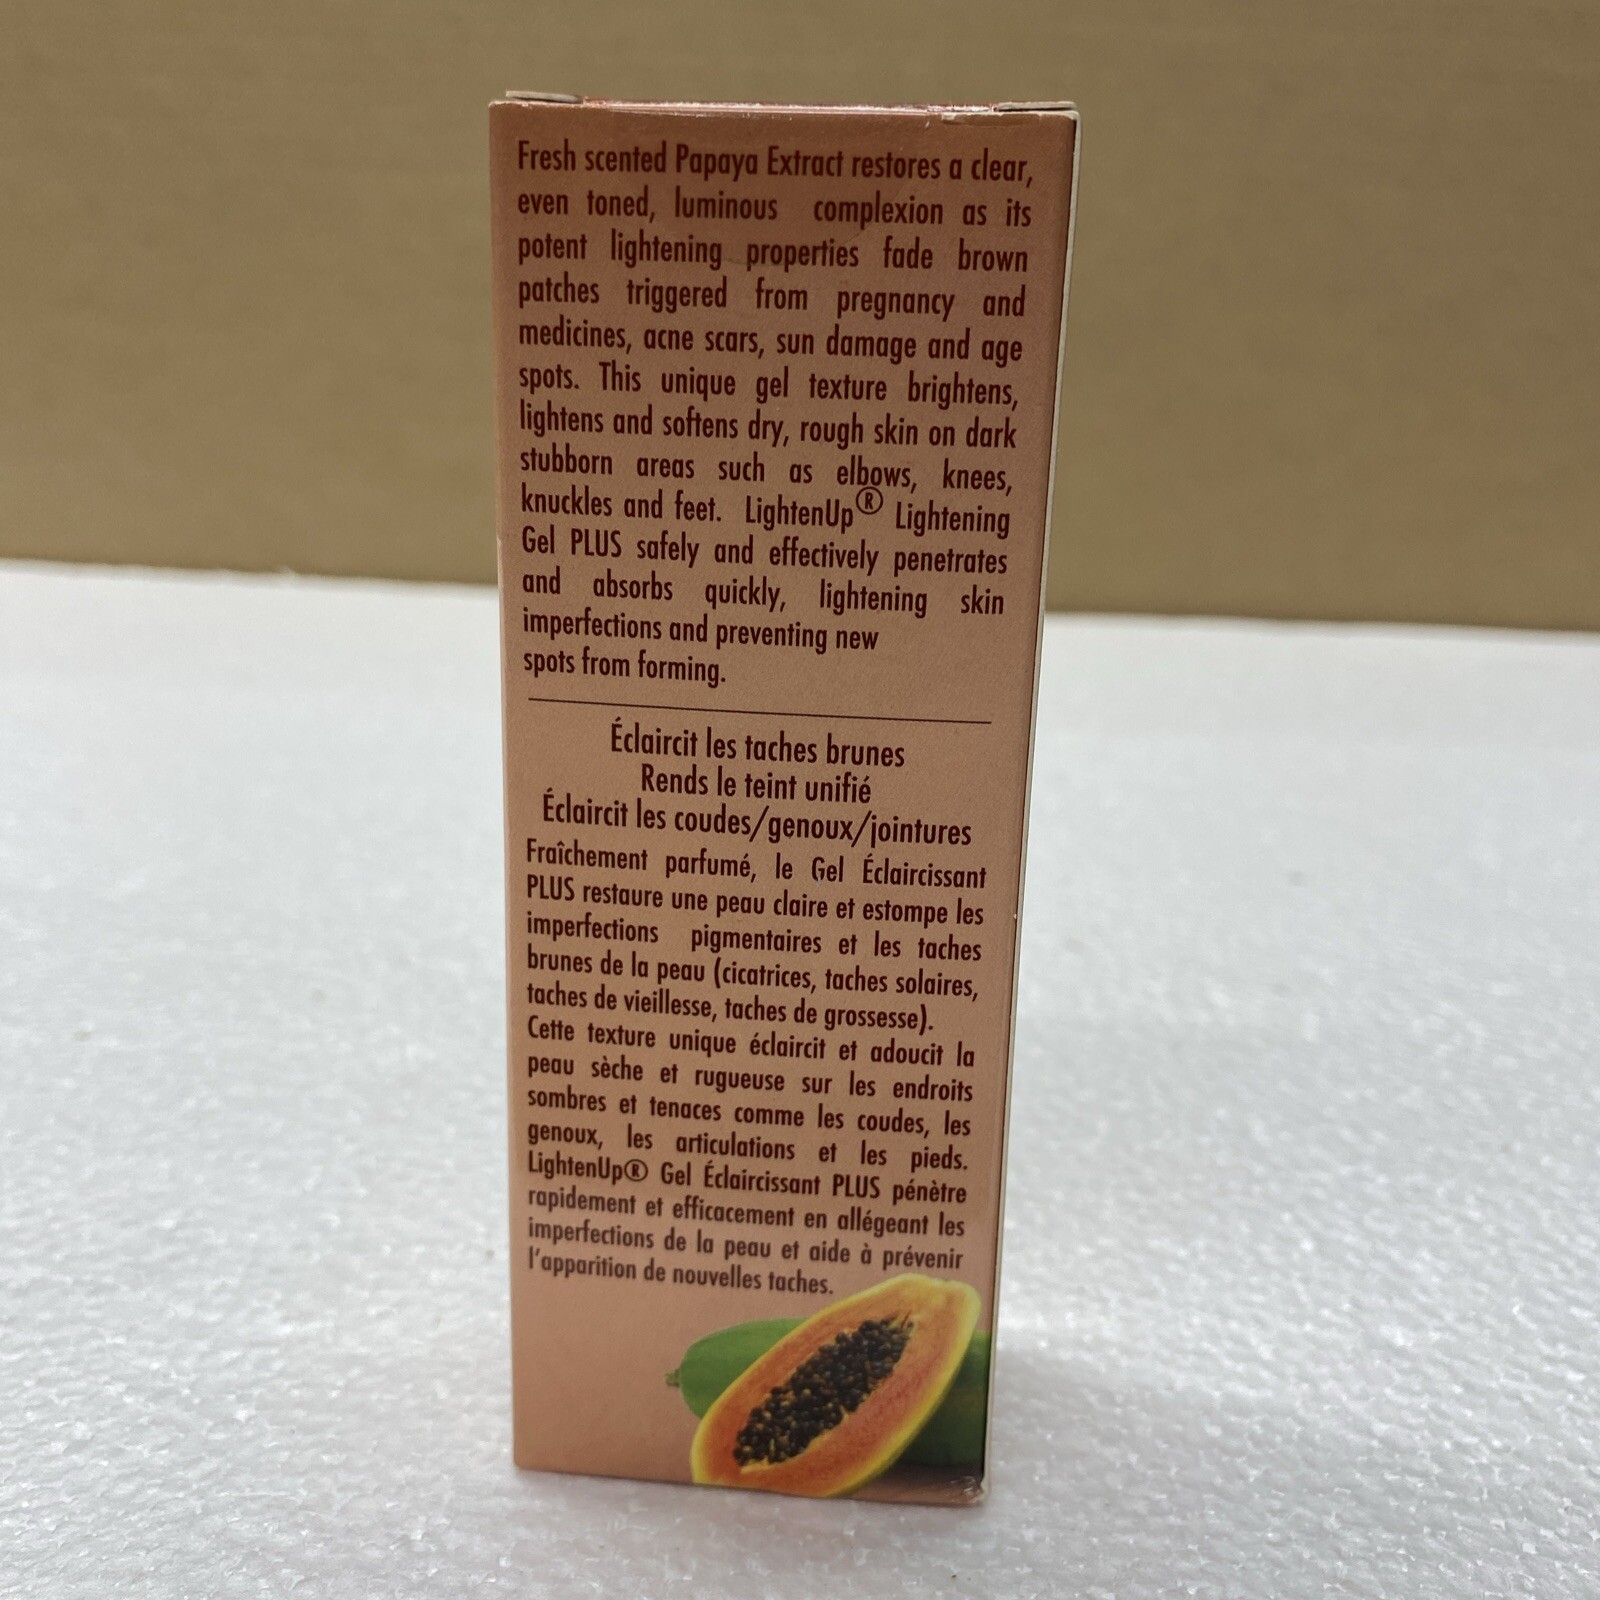 Fresh scented Papaya Extract restores a clear,
even toned, luminous complexion as its
potent lightening properties fade brown
patches triggered from pregnancy and
medicines, acne scars, sun damage and age
spots. This unique gel texture brightens,
lightens and softens dry, rough skin on dark
stubborn areas such as elbows, knees,
knuckles and feet. LightenUp® Lightening
Gel PLUS safely and effectively penetrates
and absorbs quickly, lightening skin
imperfections and preventing new
spots from forming.
Éclaircit les taches brunes
Rends le teint unifié
Éclaircit les coudes/genoux/jointures
Fraîchement parfumé, le Gel Éclaircissant
PLUS restaure une peau claire et estompe les
imperfections pigmentaires et les taches
brunes de la peau (cicatrices, taches solaires,
taches de vieillesse, taches de grossesse).
Cette texture unique éclaircit et adoucit la
peau sèche et rugueuse sur les endroits
sombres et tenaces comme les coudes, les
genoux, les articulations et les pieds.
LightenUp® Gel Éclaircissant PLUS pénètre
rapidement et efficacement en allégeant les
imperfections de la peau et aide à prévenir
l'apparition de nouvelles taches.